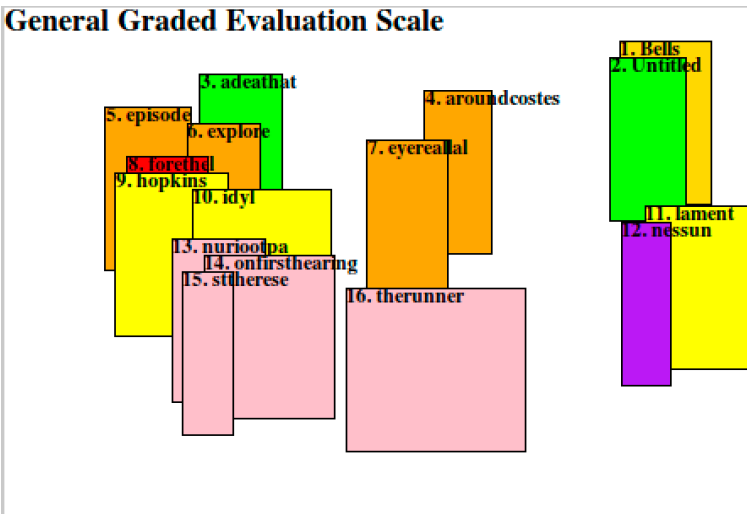 General Graded Evaluation Scale
1. Bells
2. Untitled
3. adeathat
4. aroundcostes
5. episode
6. explore
7. eyereallal
8. forethel
9. hopkins
10. idyl
11. lament
12. nessun
13. nuriootpa
14. onfirsthearing
15. sttherese
16. therunner